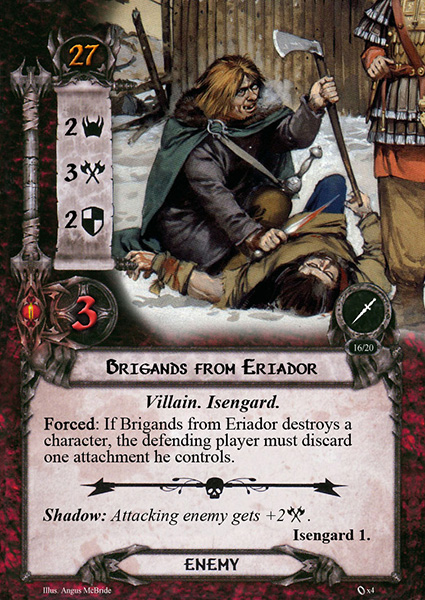 27
2
3
2
3
16/20
Brigands from Eriador
Villain. Isengard.
Forced: If Brigands from Eriador destroys a
character, the defending player must discard
one attachment he controls.
Shadow: Attacking enemy gets +2.
Isengard 1.
ENEMY
Illus. Angus McBride
x4